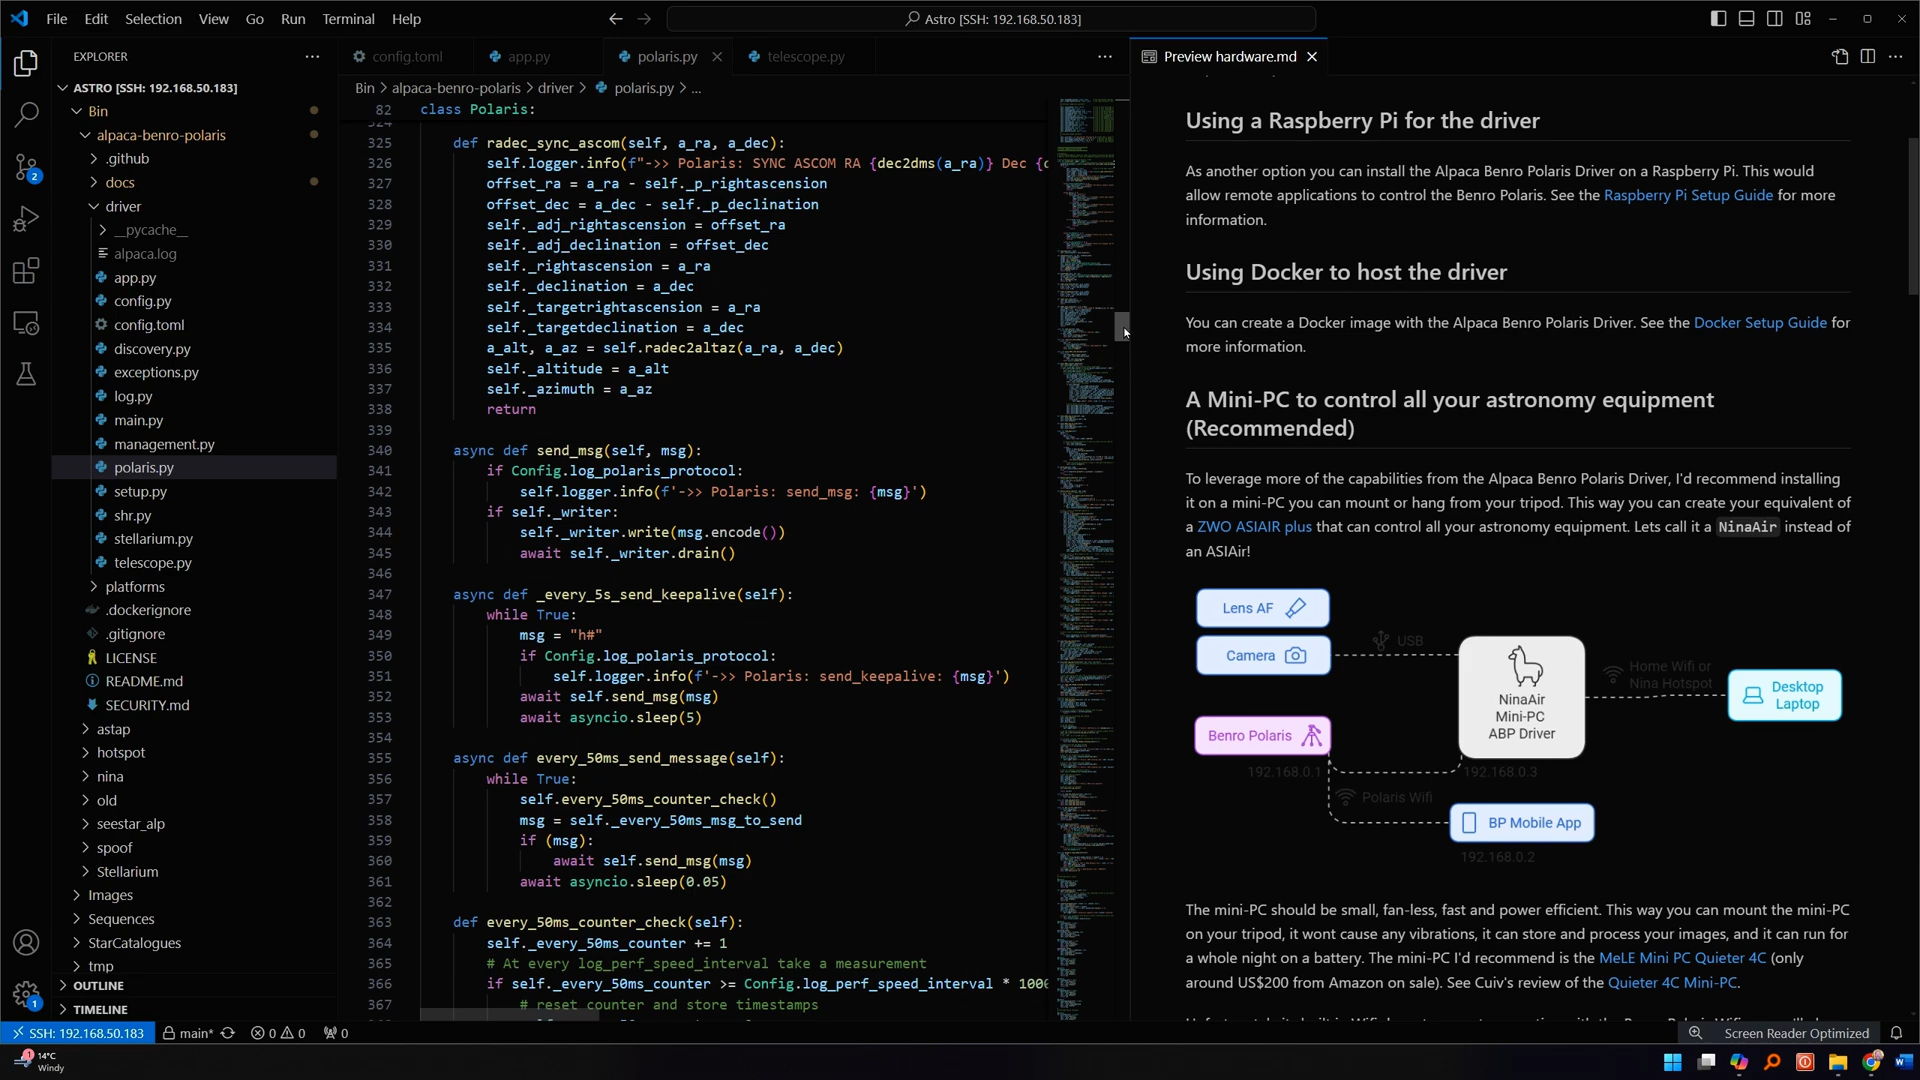 File Edit Selection View Go Run Terminal Help
Astro [SSH: 192.168.50.183]
EXPLORER
ASTRO [SSH: 192.168.50.183]
Bin
alpaca-benro-polaris
.github
docs
driver
__pycache__
alpaca.log
app.py
config.py
config.toml
discovery.py
exceptions.py
log.py
main.py
management.py
polaris.py
setup.py
shr.py
stellarium.py
telescope.py
platforms
.dockerignore
.gitignore
LICENSE
README.md
SECURITY.md
astap
hotspot
nina
old
seestar_alp
spoof
Stellarium
Images
Sequences
StarCatalogues
tmp
OUTLINE
TIMELINE
2
1
config.toml app.py polaris.py telescope.py
Bin > alpaca-benro-polaris > driver > polaris.py > ...
82 class Polaris:
324
325 def radec_sync_ascom(self, a_ra, a_dec):
326 self.logger.info(f"->> Polaris: SYNC ASCOM RA {dec2dms(a_ra)} Dec {
327 offset_ra = a_ra - self._p_rightascension
328 offset_dec = a_dec - self._p_declination
329 self._adj_rightascension = offset_ra
330 self._adj_declination = offset_dec
331 self._rightascension = a_ra
332 self._declination = a_dec
333 self._targetrightascension = a_ra
334 self._targetdeclination = a_dec
335 a_alt, a_az = self.radec2altaz(a_ra, a_dec)
336 self._altitude = a_alt
337 self._azimuth = a_az
338 return
339
340 async def send_msg(self, msg):
341 if Config.log_polaris_protocol:
342 self.logger.info(f'->> Polaris: send_msg: {msg}')
343 if self._writer:
344 self._writer.write(msg.encode())
345 await self._writer.drain()
346
347 async def _every_5s_send_keepalive(self):
348 while True:
349 msg = "h#"
350 if Config.log_polaris_protocol:
351 self.logger.info(f'->> Polaris: send_keepalive: {msg}')
352 await self.send_msg(msg)
353 await asyncio.sleep(5)
354
355 async def every_50ms_send_message(self):
356 while True:
357 self.every_50ms_counter_check()
358 msg = self._every_50ms_msg_to_send
359 if (msg):
360 await self.send_msg(msg)
361 await asyncio.sleep(0.05)
362
363 def every_50ms_counter_check(self):
364 self._every_50ms_counter += 1
365 # At every log_perf_speed_interval take a measurement
366 if self._every_50ms_counter >= Config.log_perf_speed_interval * 1000
367 # reset counter and store timestamps
Preview hardware.md
Using a Raspberry Pi for the driver
As another option you can install the Alpaca Benro Polaris Driver on a Raspberry Pi. This would
allow remote applications to control the Benro Polaris. See the Raspberry Pi Setup Guide for more
information.
Using Docker to host the driver
You can create a Docker image with the Alpaca Benro Polaris Driver. See the Docker Setup Guide for
more information.
A Mini-PC to control all your astronomy equipment
(Recommended)
To leverage more of the capabilities from the Alpaca Benro Polaris Driver, I'd recommend installing
it on a mini-PC you can mount or hang from your tripod. This way you can create your equivalent of
a ZWO ASIAIR plus that can control all your astronomy equipment. Lets call it a NinaAir instead of
an ASIAir!
Lens AF
Camera
USB
NinaAir
Mini-PC
ABP Driver
Home Wifi or
Nina Hotspot
Desktop
Laptop
Benro Polaris
192.168.0.1
192.168.0.3
Polaris Wifi
BP Mobile App
192.168.0.2
The mini-PC should be small, fan-less, fast and power efficient. This way you can mount the mini-PC
on your tripod, it wont cause any vibrations, it can store and process your images, and it can run for
a whole night on a battery. The mini-PC I'd recommend is the MeLE Mini PC Quieter 4C (only
around US$200 from Amazon on sale). See Cuiv's review of the Quieter 4C Mini-PC.
SSH: 192.168.50.183 main* 0 0 0
Screen Reader Optimized
1
14°C
Windy